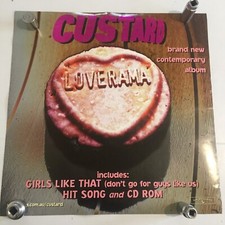 CUSTARD
brand new
contemporary
album
LOVERAMA
includes:
GIRLS LIKE THAT (don't go for guys like us)
HIT SONG and CD ROM